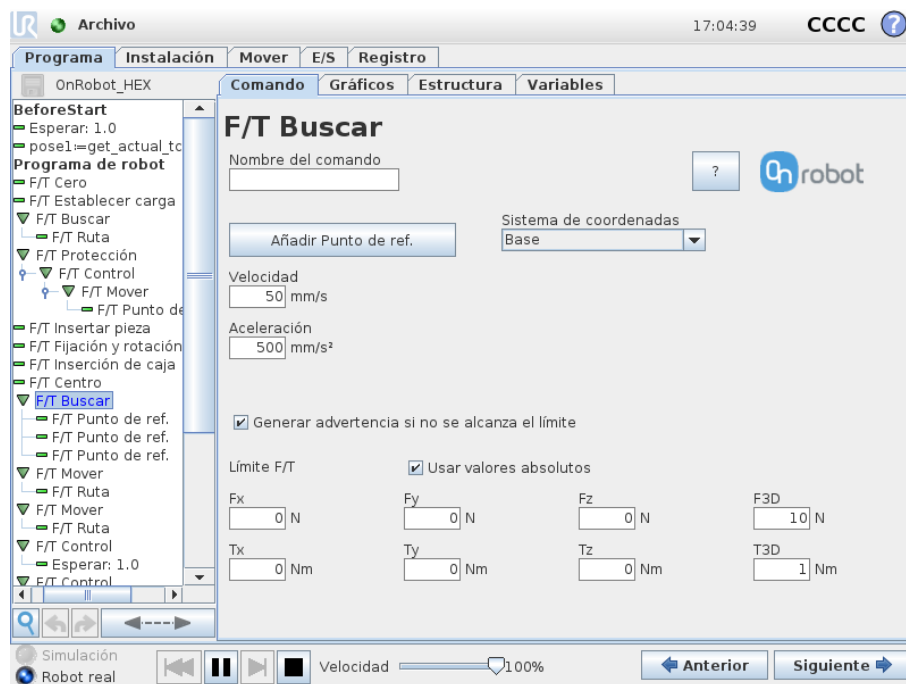 Archivo
17:04:39
CCCC
?
Programa
Instalación
Mover
E/S
Registro
OnRobot_HEX
Comando
Gráficos
Estructura
Variables
BeforeStart
Esperar: 1.0
pose1:=get_actual_tc
Programa de robot
F/T Cero
F/T Establecer carga
F/T Buscar
F/T Ruta
F/T Protección
F/T Control
F/T Mover
F/T Punto de
F/T Insertar pieza
F/T Fijación y rotación
F/T Inserción de caja
F/T Centro
F/T Buscar
F/T Punto de ref.
F/T Punto de ref.
F/T Punto de ref.
F/T Mover
F/T Ruta
F/T Mover
F/T Ruta
F/T Control
Esperar: 1.0
F/T Control
F/T Buscar
Nombre del comando
?
On robot
Añadir Punto de ref.
Sistema de coordenadas
Base
Velocidad
50 mm/s
Aceleración
500 mm/s²
Generar advertencia si no se alcanza el límite
Límite F/T
Usar valores absolutos
Fx
Fy
Fz
F3D
0 N
0 N
0 N
10 N
Tx
Ty
Tz
T3D
0 Nm
0 Nm
0 Nm
1 Nm
Simulación
Robot real
Velocidad
100%
Anterior
Siguiente